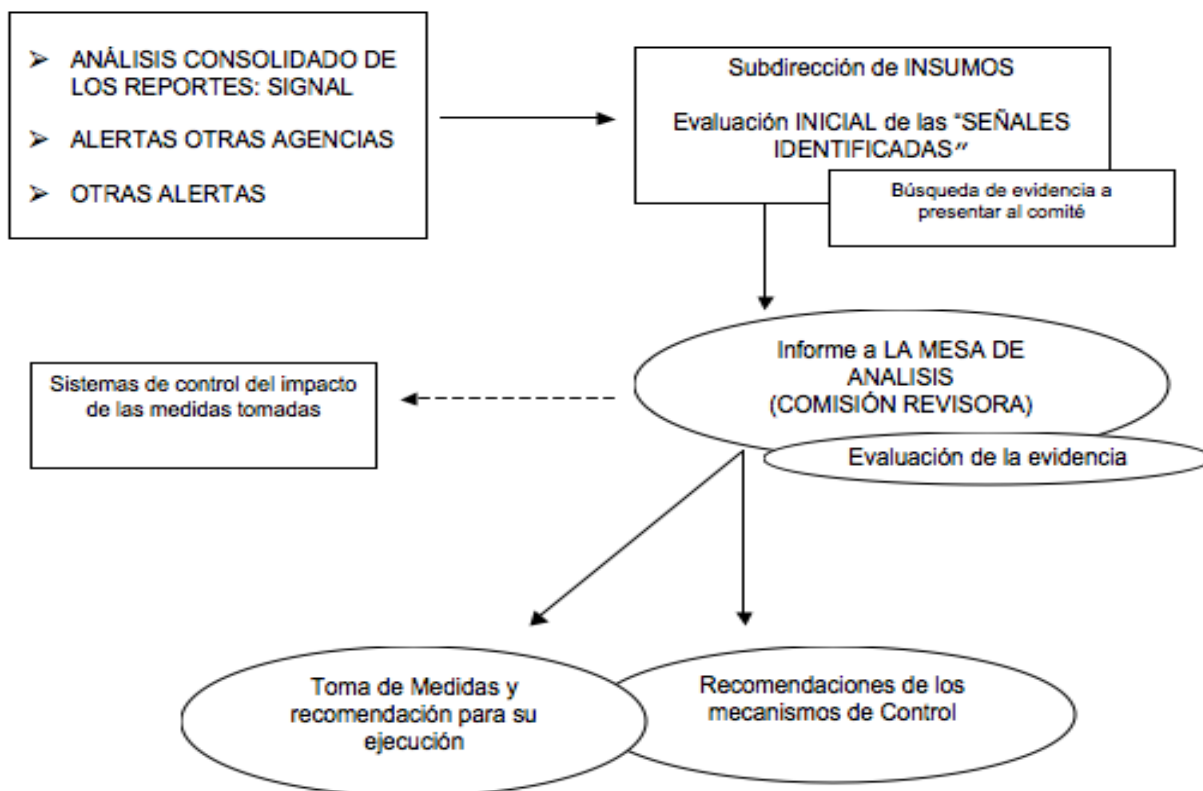 ➢ ANÁLISIS CONSOLIDADO DE
LOS REPORTES: SIGNAL
➢ ALERTAS OTRAS AGENCIAS
➢ OTRAS ALERTAS
Subdirección de INSUMOS
Evaluación INICIAL de las "SEÑALES
IDENTIFICADAS"
Búsqueda de evidencia a
presentar al comité
Informe a LA MESA DE
ANALISIS
(COMISIÓN REVISORA)
Evaluación de la evidencia
Sistemas de control del impacto
de las medidas tomadas
Toma de Medidas y
recomendación para su
ejecución
Recomendaciones de los
mecanismos de Control